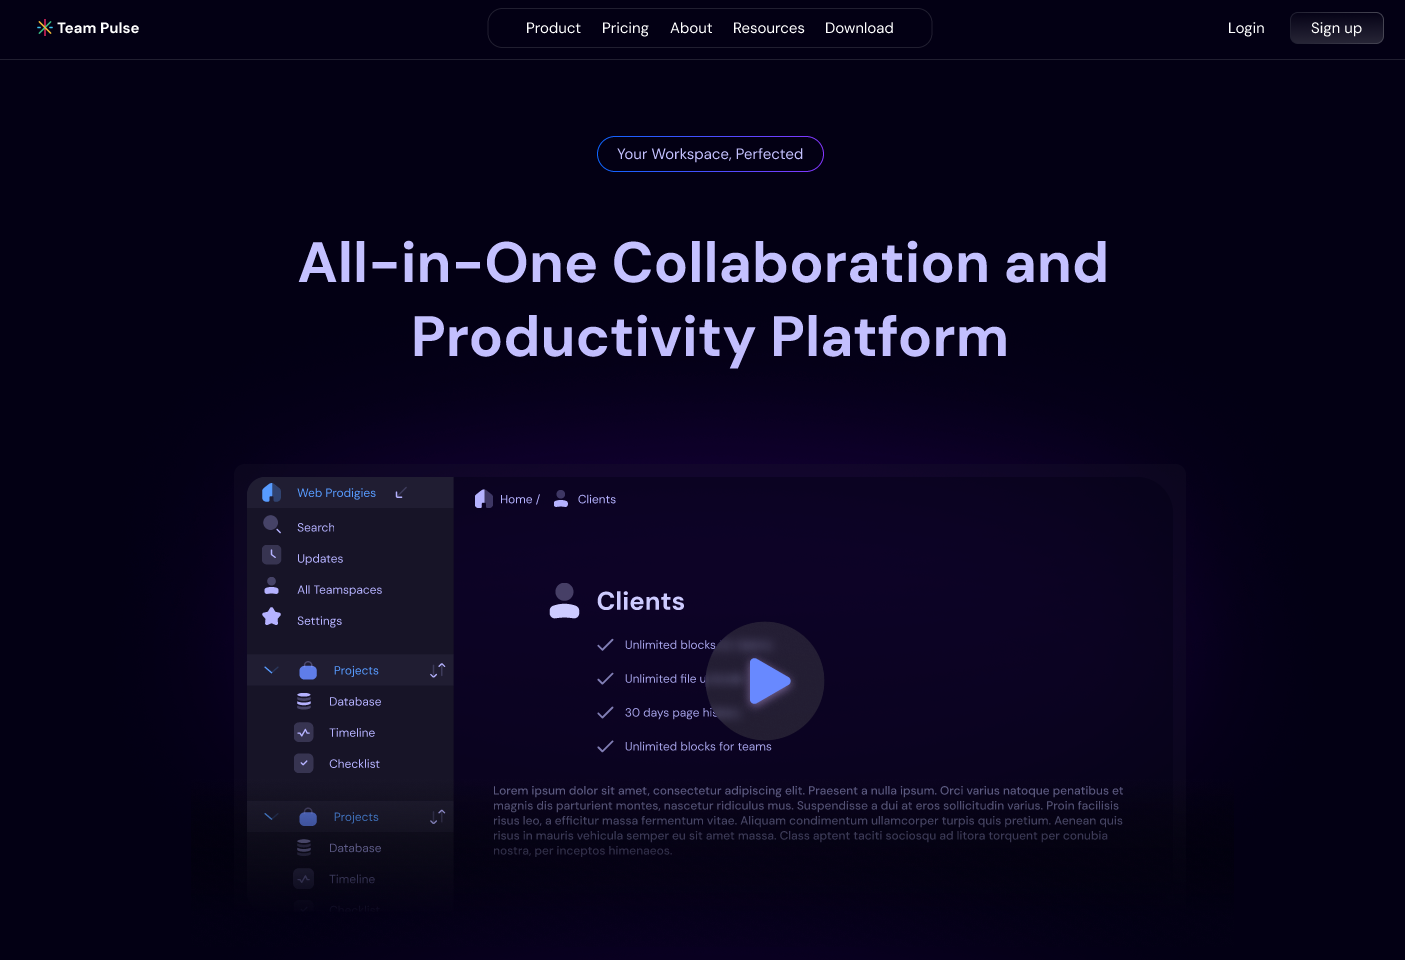 Team Pulse
Product Pricing About Resources Download
Login Sign up
Your Workspace, Perfected
All-in-One Collaboration and
Productivity Platform
Web Prodigies
Search
Updates
All Teamspaces
Settings
Projects
Database
Timeline
Checklist
Projects
Database
Timeline
Checklist
Home / Clients
Clients
Unlimited blocks
Unlimited file
30 days page
Unlimited blocks for teams
Lorem ipsum dolor sit amet, consectetur adipiscing elit. Praesent a nulla ipsum. Orci varius natoque penatibus et
magnis dis parturient montes, nascetur ridiculus mus. Suspendisse a dui at eros sollicitudin varius. Proin facilisis
risus leo, a efficitur massa fermentum vitae. Aliquam condimentum ullamcorper turpis quis pretium. Aenean quis
risus in mauris vehicula semper eu sit amet massa. Class aptent taciti sociosqu ad litora torquent per conubia
nostra, per inceptos himenaeos.